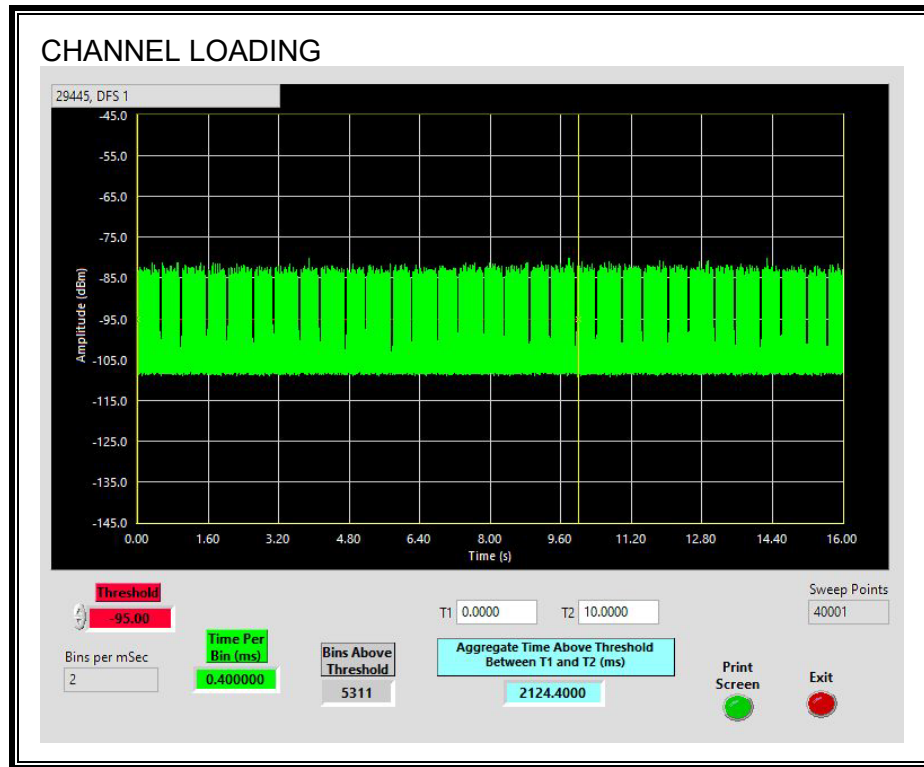 CHANNEL LOADING
29445, DFS 1
-45.0
-55.0
-65.0
-75.0
-85.0
-95.0
-105.0
-115.0
-125.0
-135.0
-145.0
Amplitude (dBm)
0.00 1.60 3.20 4.80 6.40 8.00 9.60 11.20 12.80 14.40 16.00
Time (s)
Threshold
-95.00
Bins per mSec
2
Time Per
Bin (ms)
0.400000
Bins Above
Threshold
5311
T1 0.0000 T2 10.0000
Aggregate Time Above Threshold
Between T1 and T2 (ms)
2124.4000
Sweep Points
40001
Print
Screen
Exit